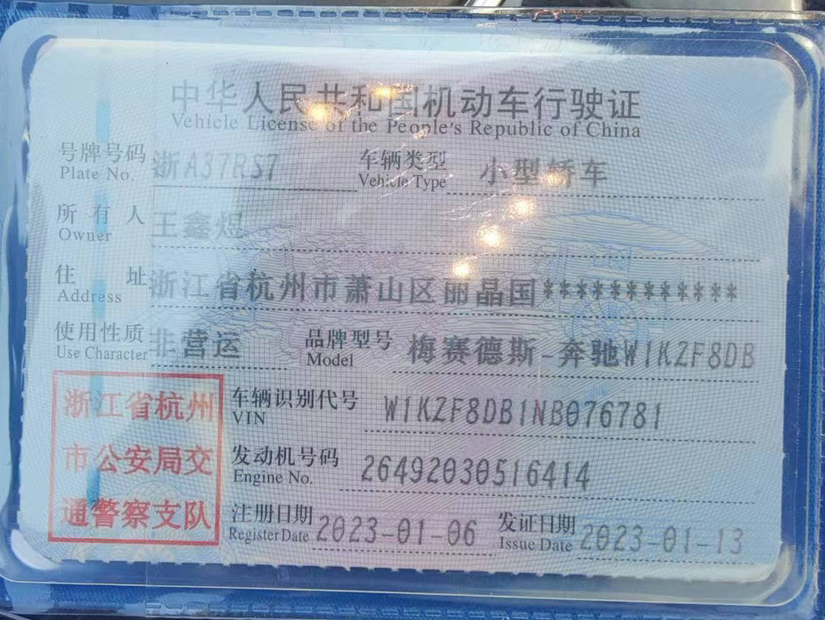 中华人民共和国机动车行驶证
Vehicle License of the People's Republic of China
号牌号码 浙A37RS7 车辆类型 小型轿车
Plate No. Vehicle Type
所有人 王鑫煜
Owner
住址 浙江省杭州市萧山区丽晶国************
Address
使用性质 非营运 品牌型号 梅赛德斯-奔驰W1KZF8DB
Use Character Model
浙江省杭州
市公安局交
通警察支队
车辆识别代号 W1KZF8DB1NB076781
VIN
发动机号码 26492030516414
Engine No.
注册日期 2023-01-06 发证日期 2023-01-13
Register Date Issue Date